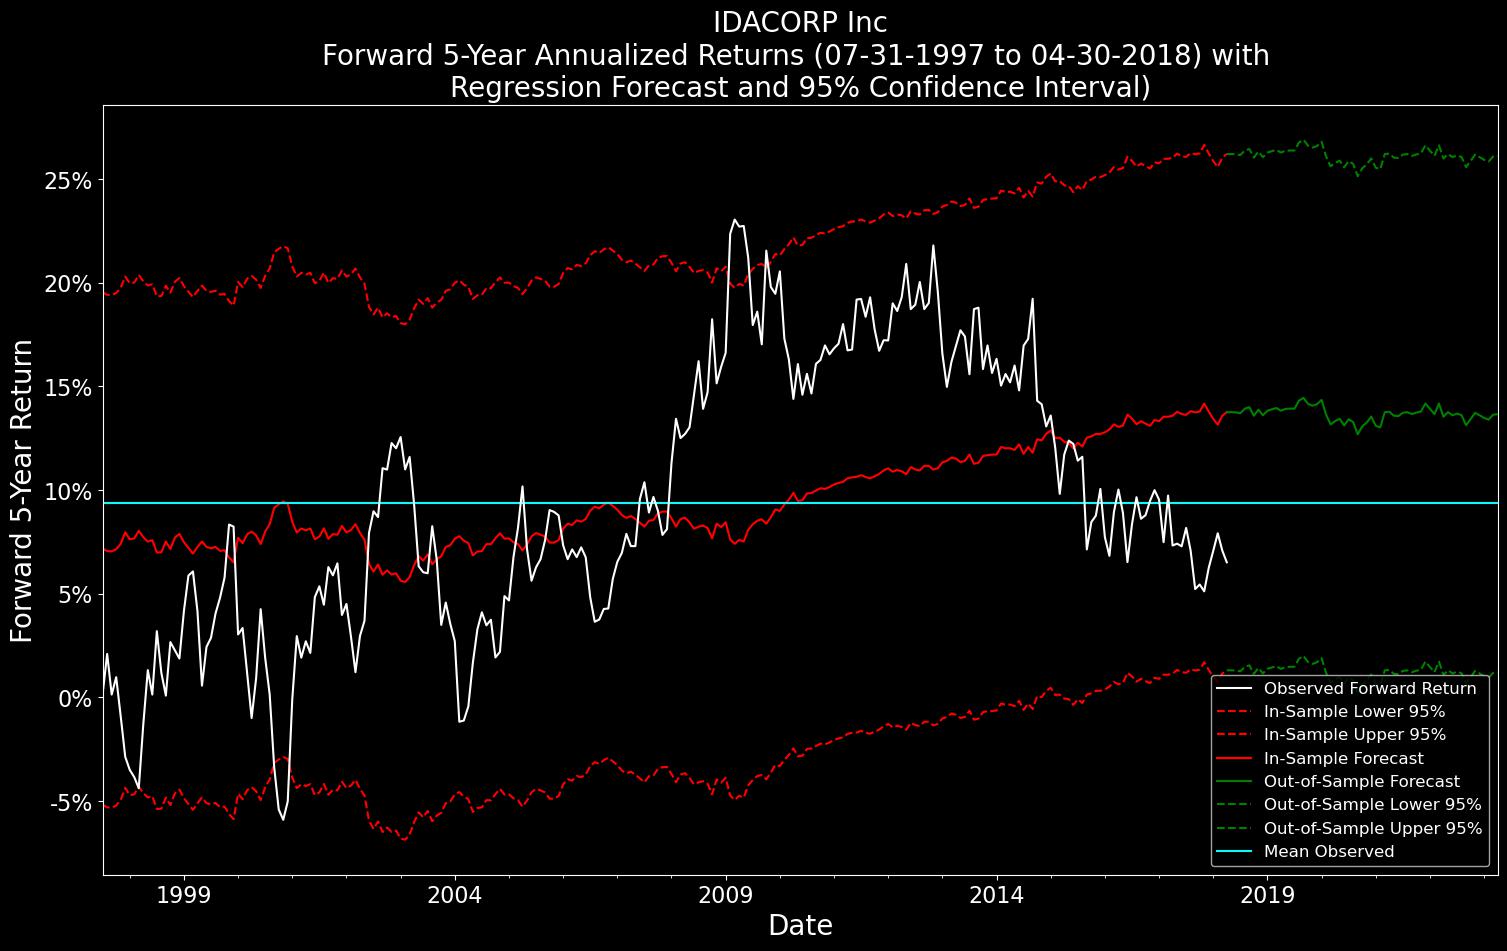 IDACORP Inc
Forward 5-Year Annualized Returns (07-31-1997 to 04-30-2018) with
Regression Forecast and 95% Confidence Interval)
Forward 5-Year Return
25%
20%
15%
10%
5%
0%
-5%
1999
2004
2009
2014
2019
Date
Observed Forward Return
In-Sample Lower 95%
In-Sample Upper 95%
In-Sample Forecast
Out-of-Sample Forecast
Out-of-Sample Lower 95%
Out-of-Sample Upper 95%
Mean Observed